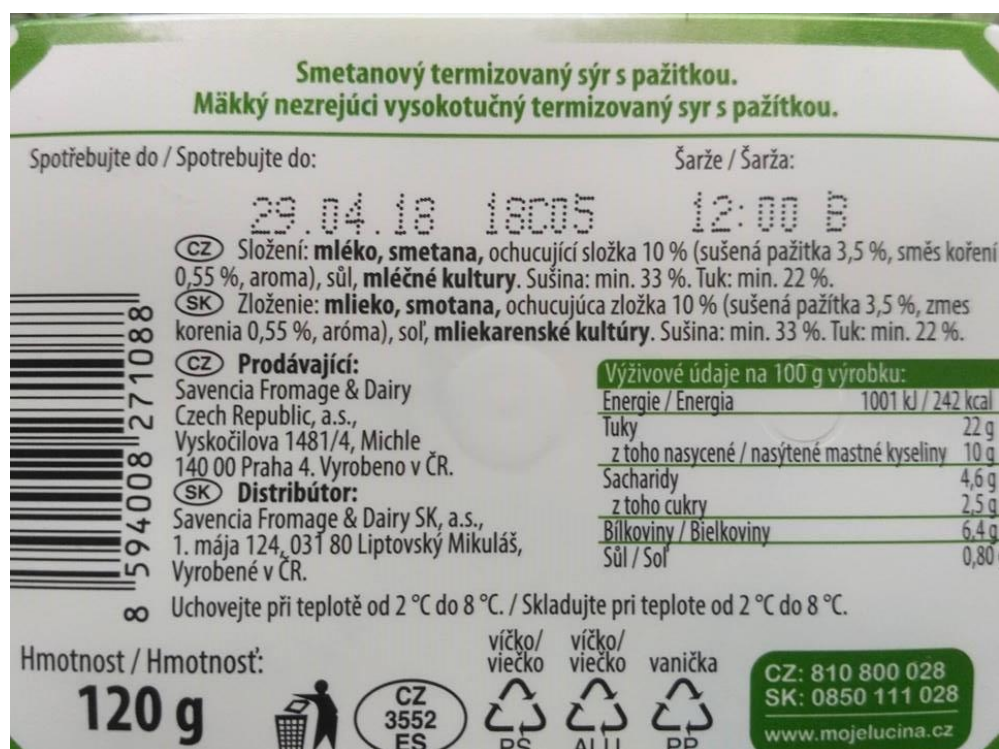 Smetanový termizovaný sýr s pažitkou.
Mäkký nezrejúci vysokotučný termizovaný syr s pažítkou.
Spotřebujte do / Spotrebujte do:
Šarže / Šarža:
29.04.18 18C05 12:00 B
CZ Složení: mléko, smetana, ochucující složka 10 % (sušená pažitka 3,5 %, směs koření
0,55 %, aroma), sůl, mléčné kultury. Sušina: min. 33 %. Tuk: min. 22 %.
SK Zloženie: mlieko, smotana, ochucujúca zložka 10 % (sušená pažítka 3,5 %, zmes
korenia 0,55 %, aróma), soľ, mliekarenské kultúry. Sušina: min. 33 %. Tuk: min. 22 %.
CZ Prodávající:
Savencia Fromage & Dairy
Czech Republic, a.s.,
Vyskočilova 1481/4, Michle
140 00 Praha 4. Vyrobeno v ČR.
SK Distribútor:
Savencia Fromage & Dairy SK, a.s.,
1. mája 124, 031 80 Liptovský Mikuláš,
Vyrobené v ČR.
8 594008 271088
Výživové údaje na 100 g výrobku:
Energie / Energia 1001 kJ / 242 kcal
Tuky 22 g
z toho nasycené / nasýtené mastné kyseliny 10 g
Sacharidy 4,6 g
z toho cukry 2,5 g
Bílkoviny / Bielkoviny 6,4 g
Sůl / Soľ 0,80
Uchovejte při teplotě od 2 °C do 8 °C. / Skladujte pri teplote od 2 °C do 8 °C.
Hmotnost / Hmotnosť:
120 g
CZ
3552
ES
víčko/ víčko/
viečko viečko vanička
PS ALU PP
CZ: 810 800 028
SK: 0850 111 028
www.mojelucina.cz